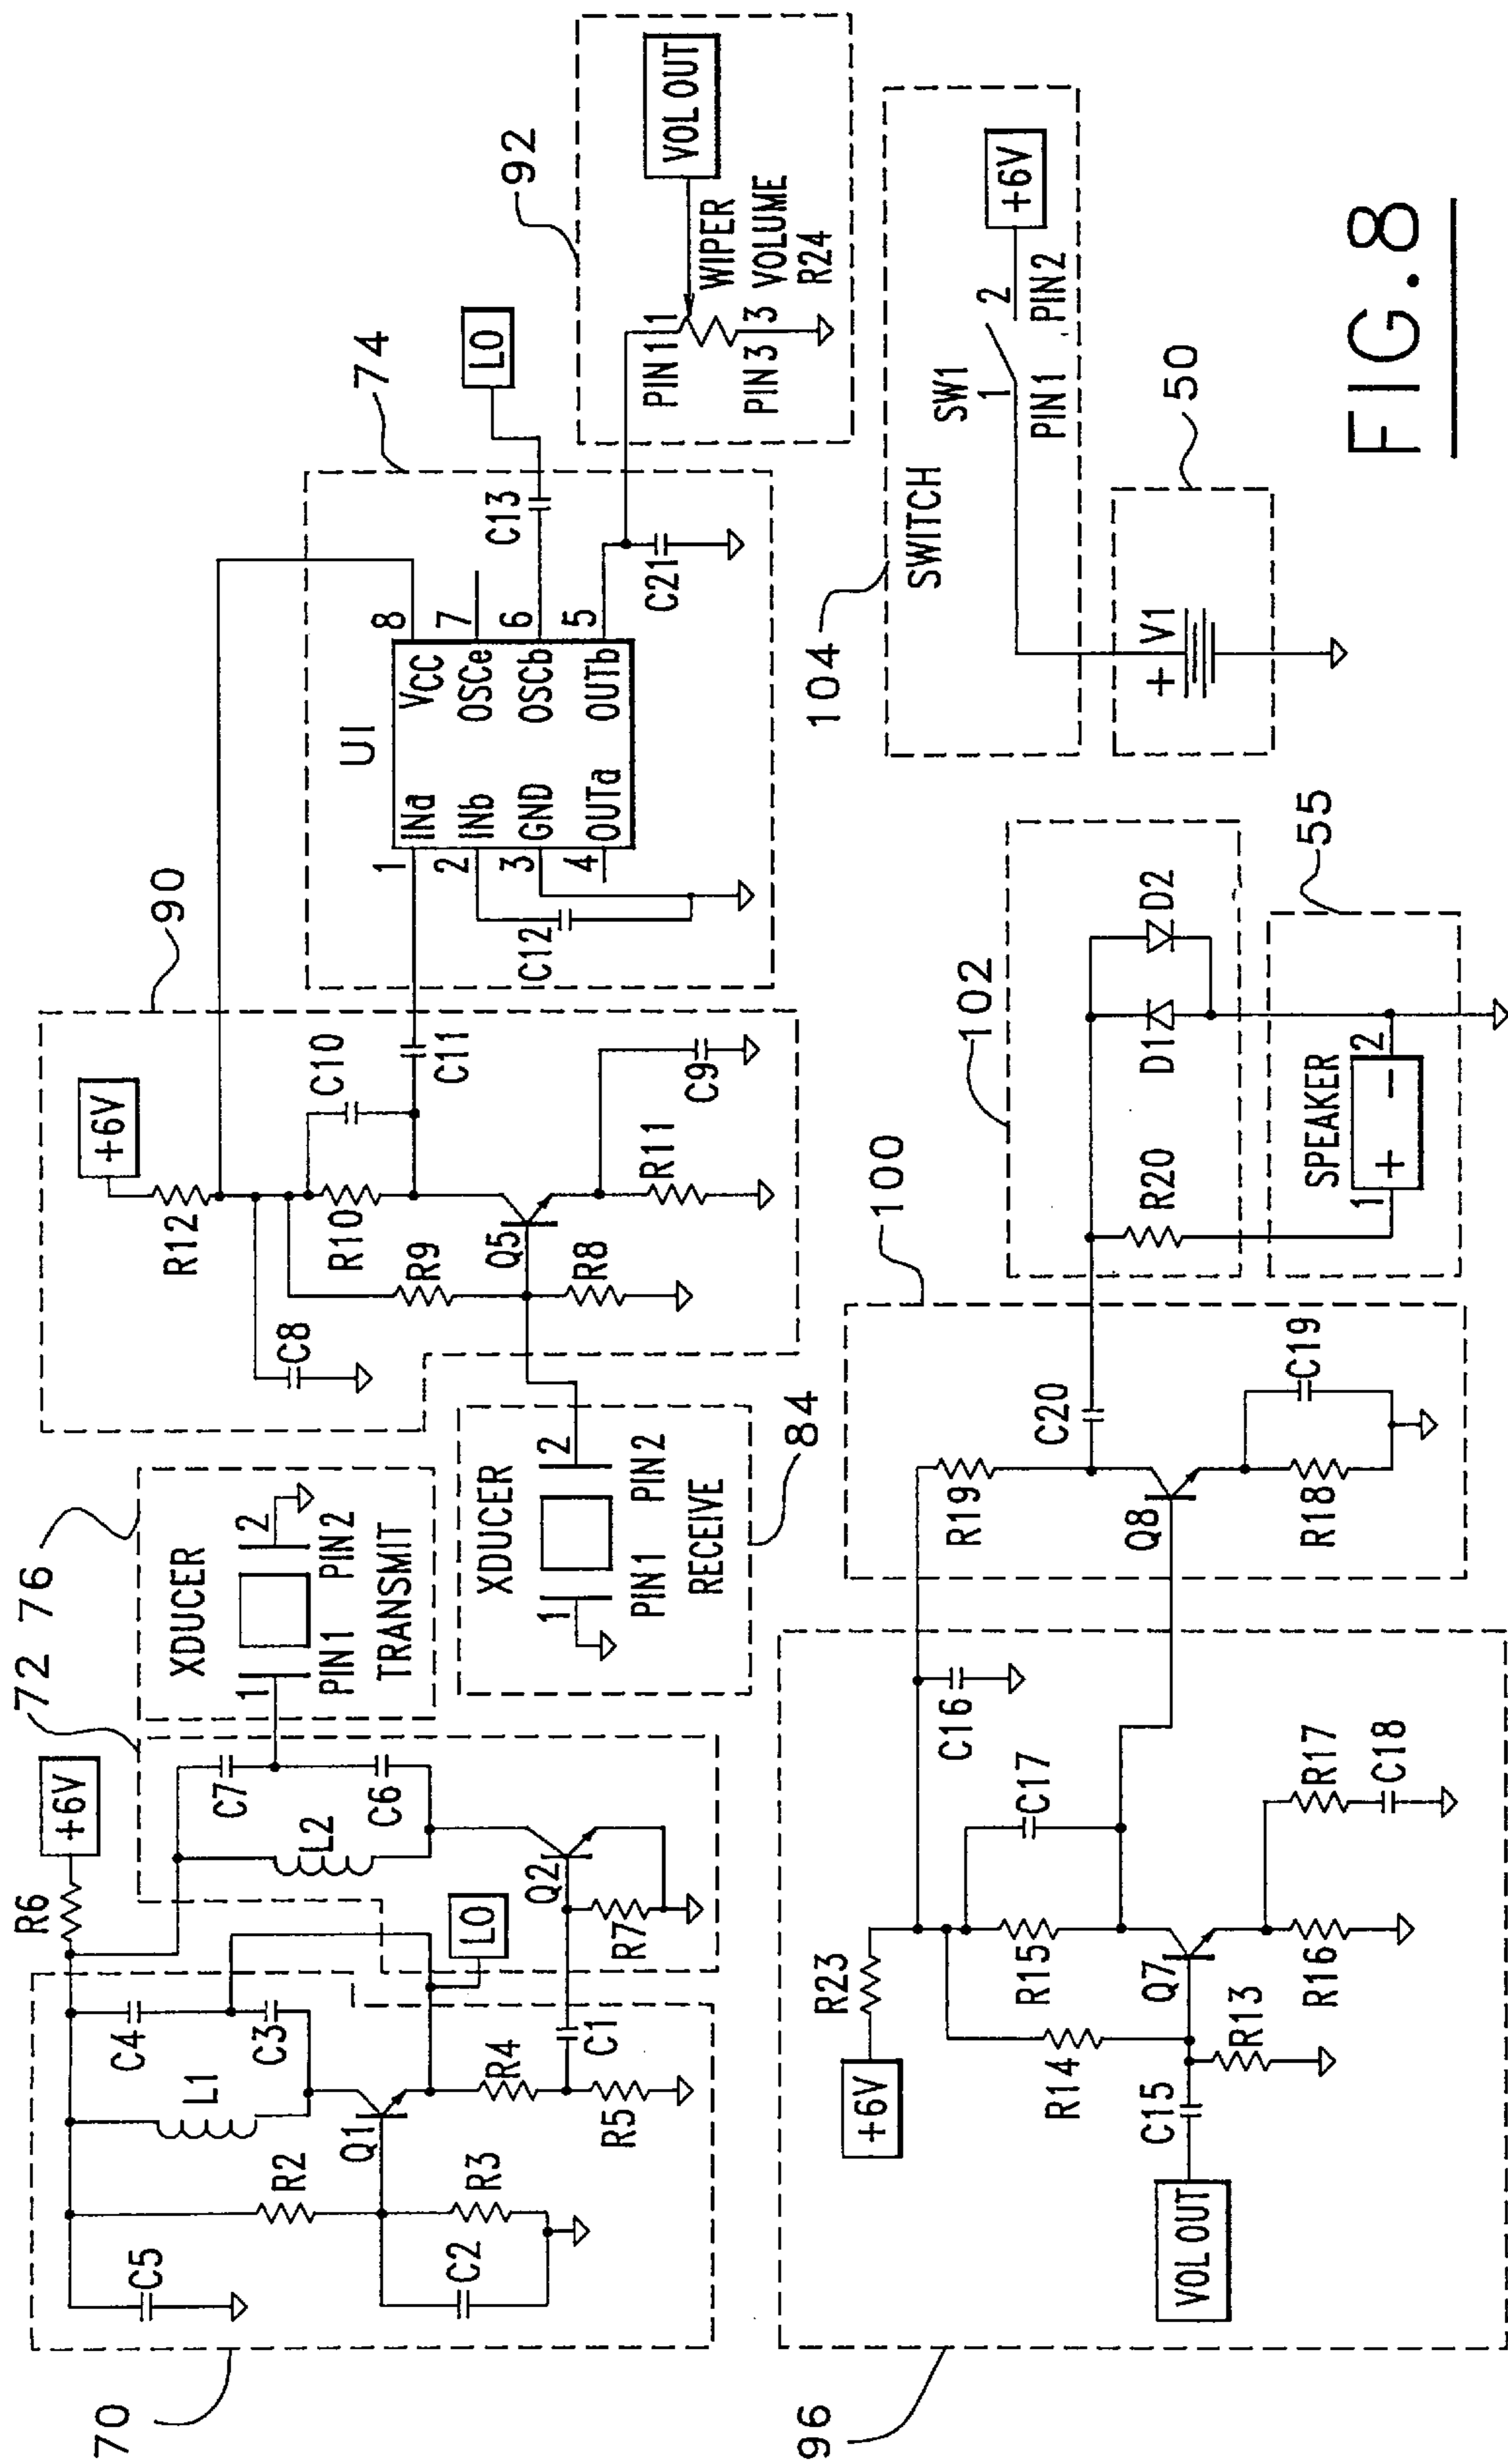 70
C5
R2
C2
R3
L1
C4
C3
Q1
R4
R5
C1
R6
+6V
LO
72
C7
L2
C6
Q2
R7
76
XDUCER
1
2
PIN1
PIN2
TRANSMIT
XDUCER
1
2
PIN1
PIN2
RECEIVE
84
90
+6V
R12
C8
C10
R10
R9
Q5
R8
C11
R11
C9
74
UI
1
INa
VCC
8
2
INb
OSCe
7
3
GND
OSCb
6
4
OUTa
OUTb
5
C12
C13
LO
C21
92
PIN1
1
VOL OUT
WIPER
VOLUME
R24
PIN3
3
96
+6V
R23
C16
R14
R15
C17
C15
VOL OUT
Q7
R13
R16
R17
C18
100
R19
C20
Q8
R18
C19
102
R20
D1
D2
SPEAKER
1
+
-
2
55
104
SWITCH
SW1
1
2
PIN1
PIN2
+6V
+
V1
50
FIG.8